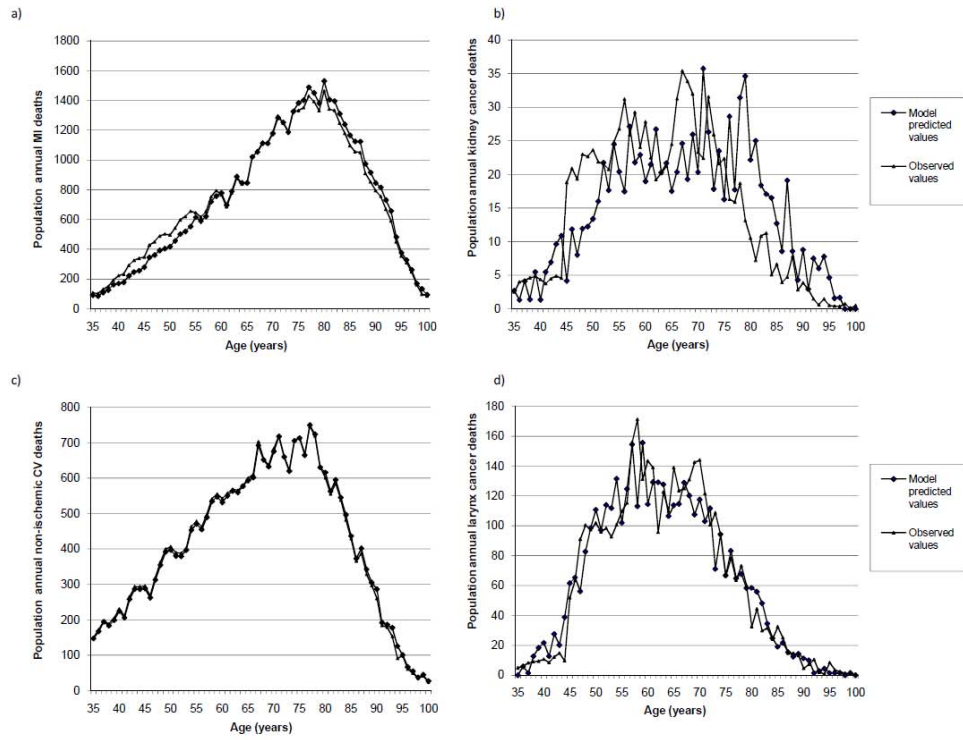 a)
Population annual MI deaths
1800
1600
1400
1200
1000
800
600
400
200
0
35 40 45 50 55 60 65 70 75 80 85 90 95 100
Age (years)
b)
Population annual kidney cancer deaths
40
35
30
25
20
15
10
5
0
35 40 45 50 55 60 65 70 75 80 85 90 95 100
Age (years)
Model
predicted
values
Observed
values
c)
Population annual non-ischemic CV deaths
800
700
600
500
400
300
200
100
0
35 40 45 50 55 60 65 70 75 80 85 90 95 100
Age (years)
d)
Population annual larynx cancer deaths
180
160
140
120
100
80
60
40
20
0
35 40 45 50 55 60 65 70 75 80 85 90 95 100
Age (years)
Model
predicted
values
Observed
values